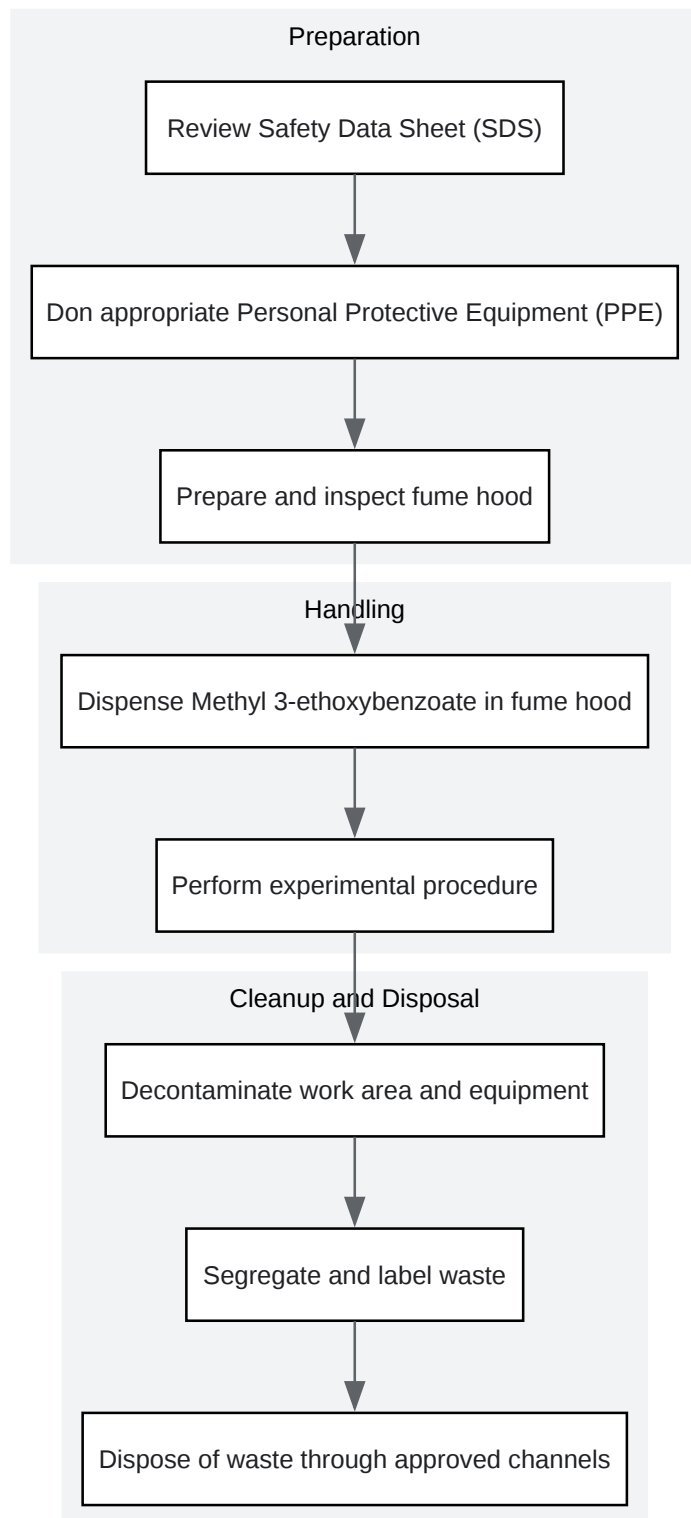 Preparation
Review Safety Data Sheet (SDS)
Don appropriate Personal Protective Equipment (PPE)
Prepare and inspect fume hood
Handling
Dispense Methyl 3-ethoxybenzoate in fume hood
Perform experimental procedure
Cleanup and Disposal
Decontaminate work area and equipment
Segregate and label waste
Dispose of waste through approved channels